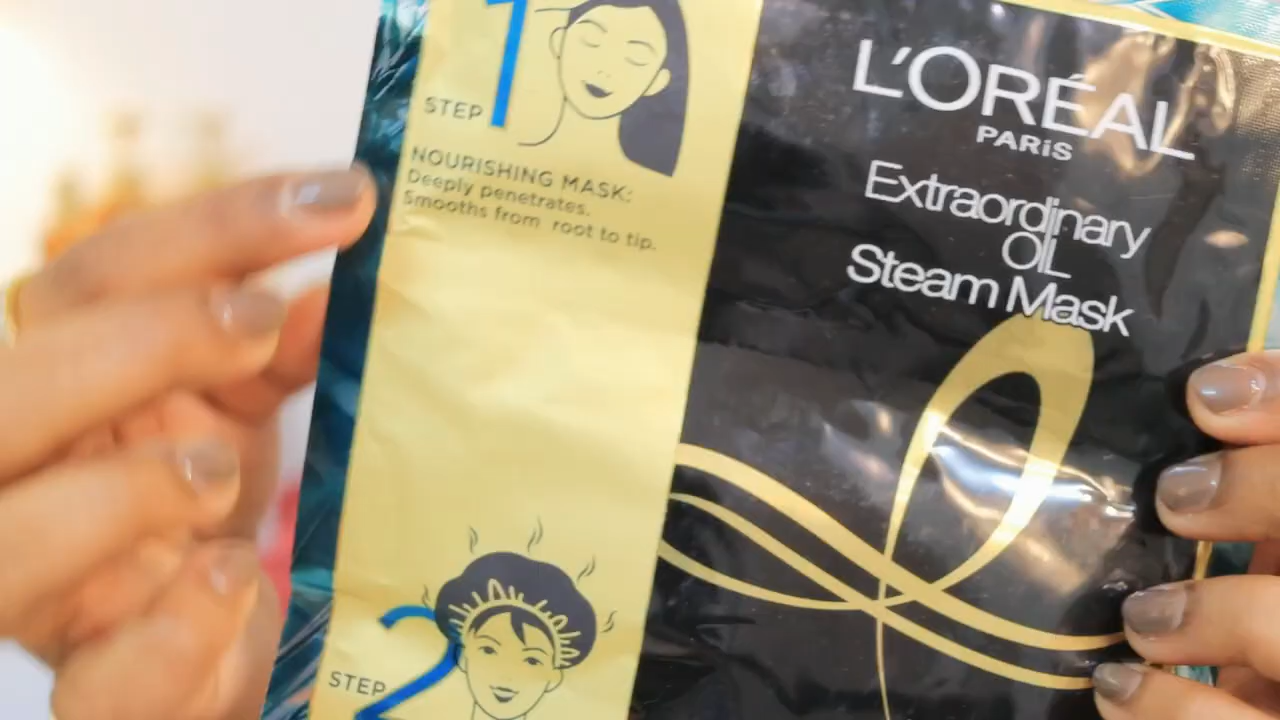 STEP 1
NOURISHING MASK:
Deeply penetrates.
Smooths from root to tip.
STEP 2
L'ORÉAL
PARiS
Extraordinary
OIL
Steam Mask